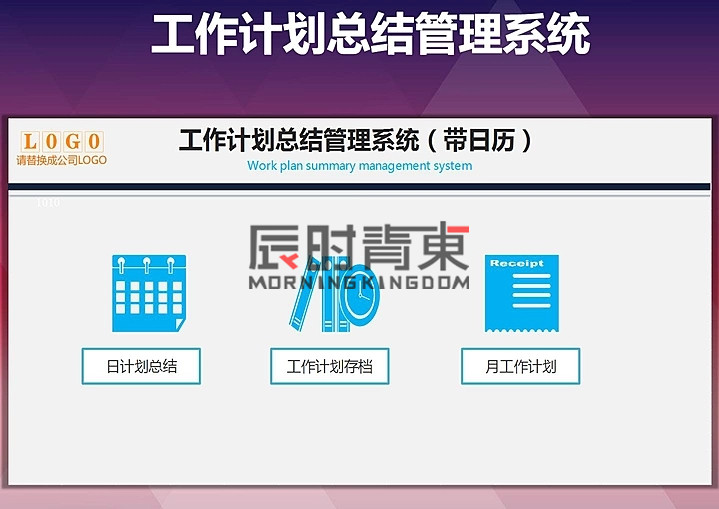 工作计划总结管理系统
LOGO
请替换成公司LOGO
工作计划总结管理系统（带日历）
Work plan summary management system
辰时背東
MORNINGKINGDOM
Receipt
日计划总结
工作计划存档
月工作计划